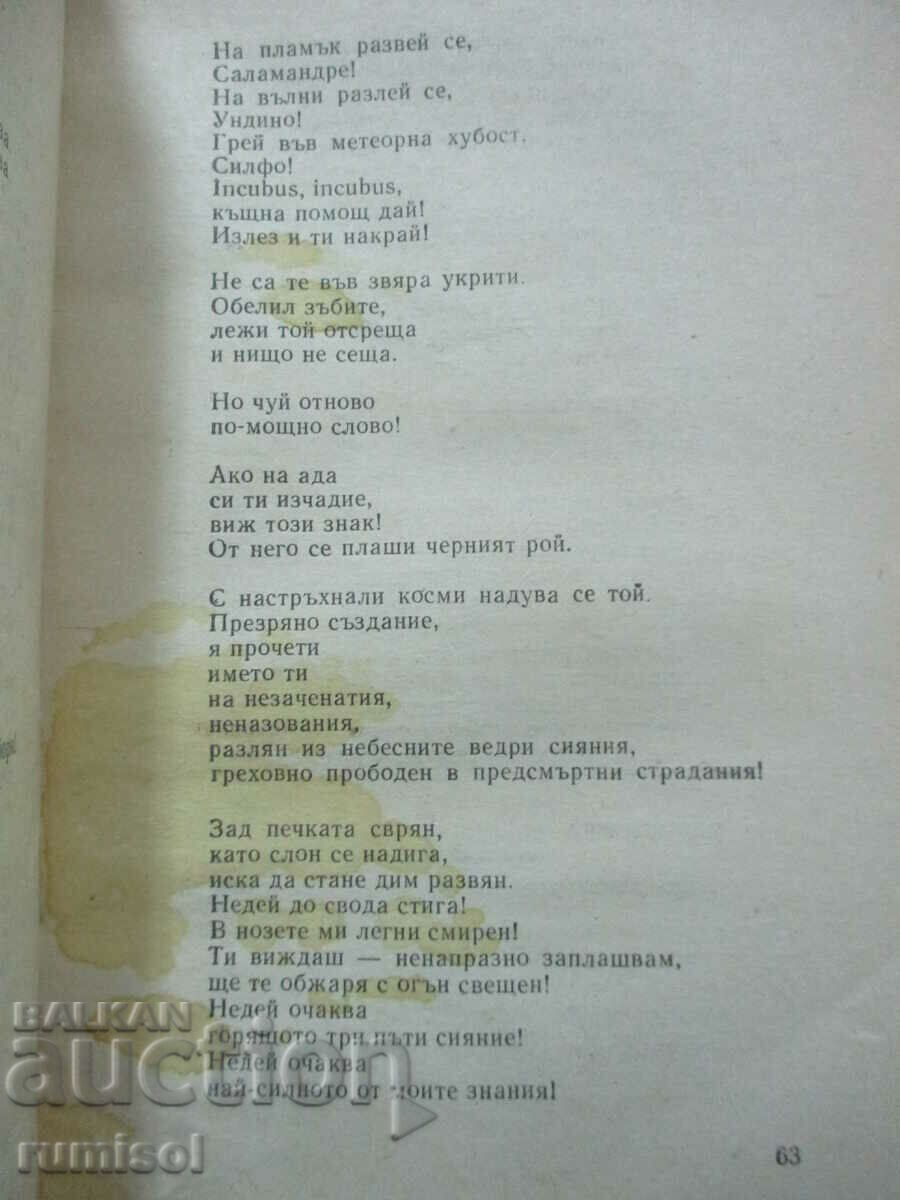 На пламък развей се,
Саламандре!
На вълни разлей се,
Ундино!
Грей във метеорна хубост.
Силфо!
Incubus, incubus,
къщна помощ дай!
Излез и ти накрай!
Не са те във звяра укрити.
Обелил зъбите,
лежи той отсреща
и нищо не сеща.
Но чуй отново
по-мощно слово!
Ако на ада
си ти изчадие,
виж този знак!
От него се плаши черният рой.
С настръхнали косми надува се той.
Презряно създание,
я прочети
името ти
на незаченатия,
неназования,
разлян из небесните ведри сияния,
греховно прободен в предсмъртни страдания!
Зад печката сврян,
като слон се надига,
иска да стане дим развян.
Недей до свода стига!
В нозете ми легни смирен!
Ти виждаш — ненапразно заплашвам,
ще те обжаря с огън свещен!
Недей очаква
горящото три пъти сияние!
Недей очаква
най-силното от моите знания!
63
BALKAN
auction
rumisol